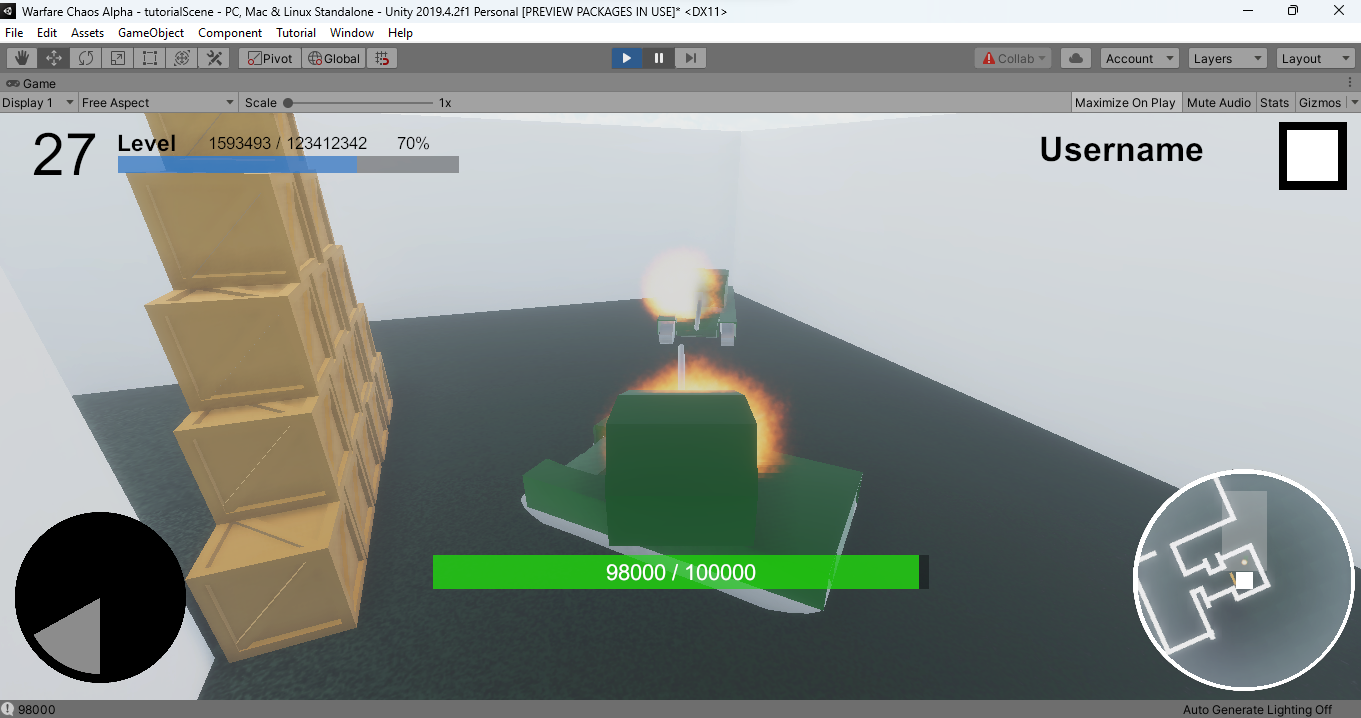 Warfare Chaos Alpha - tutorialScene - PC, Mac & Linux Standalone - Unity 2019.4.2f1 Personal [PREVIEW PACKAGES IN USE]* <DX11>
File Edit Assets GameObject Component Tutorial Window Help
Pivot Global Collab Account Layers Layout
Game
Display 1 Free Aspect Scale 1x Maximize On Play Mute Audio Stats Gizmos
27 Level 1593493 / 123412342 70% Username
98000 / 100000
98000 Auto Generate Lighting Off